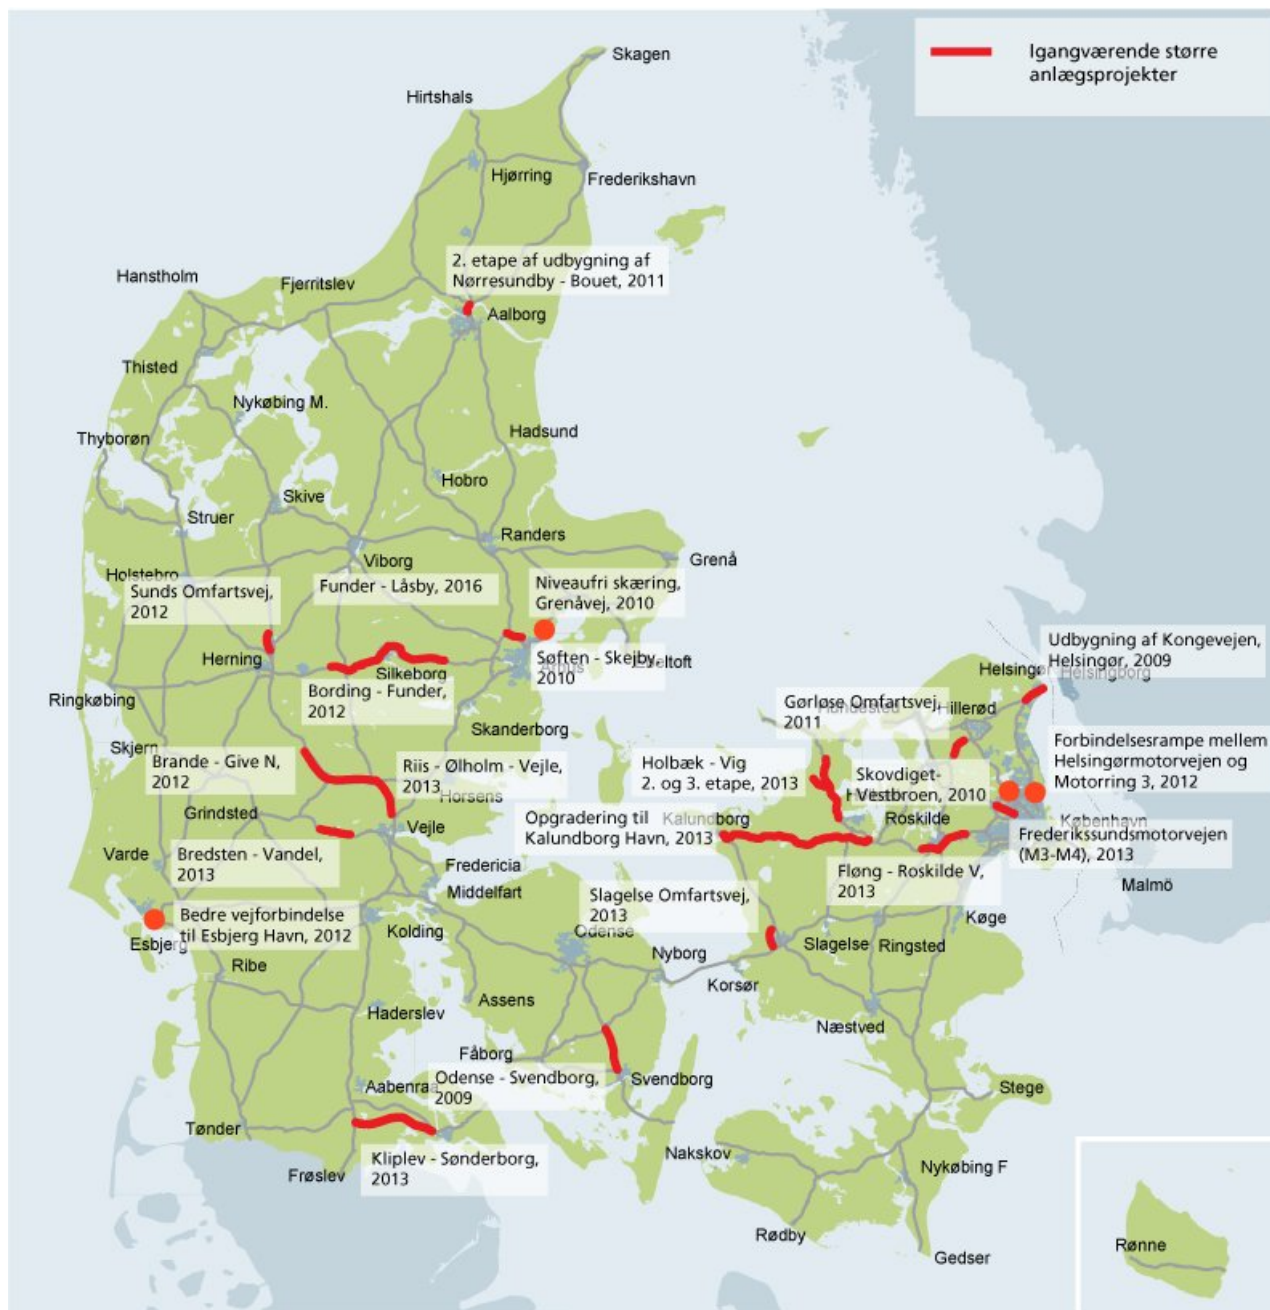 Igangværende større
anlægsprojekter
Skagen
Hirtshals
Hjørring
Frederikshavn
2. etape af udbygning af
Nørresundby - Bouet, 2011
Hanstholm
Fjerritslev
Aalborg
Thisted
Nykøbing M.
Thyborøn
Hadsund
Hobro
Skive
Struer
Randers
Viborg
Grenå
Holstebro
Sunds Omfartsvej,
2012
Funder - Låsby, 2016
Niveaufri skæring,
Grenåvej, 2010
Herning
Silkeborg
Søften - Skejby,
2010
Århus
Ebeltoft
Bording - Funder,
2012
Ringkøbing
Skanderborg
Skjern
Brande - Give N,
2012
Riis - Ølholm - Vejle,
2013
Horsens
Grindsted
Vejle
Varde
Bredsten - Vandel,
2013
Fredericia
Middelfart
Bedre vejforbindelse
til Esbjerg Havn, 2012
Esbjerg
Kolding
Ribe
Udbygning af Kongevejen,
Helsingør, 2009
Helsingør
Helsingborg
Gørløse Omfartsvej,
2011
Hundested
Hillerød
Holbæk - Vig
2. og 3. etape, 2013
Skovdiget-
Vestbroen, 2010
Forbindelsesrampe mellem
Helsingørmotorvejen og
Motorring 3, 2012
Opgradering til
Kalundborg Havn, 2013
Kalundborg
Roskilde
København
Frederikssundsmotorvejen
(M3-M4), 2013
Fløng - Roskilde V,
2013
Malmö
Slagelse Omfartsvej,
2013
Køge
Odense
Slagelse
Ringsted
Nyborg
Korsør
Assens
Haderslev
Næstved
Fåborg
Aabenraa
Odense - Svendborg,
2009
Svendborg
Stege
Tønder
Kliplev - Sønderborg,
2013
Frøslev
Nakskov
Nykøbing F
Rødby
Gedser
Rønne